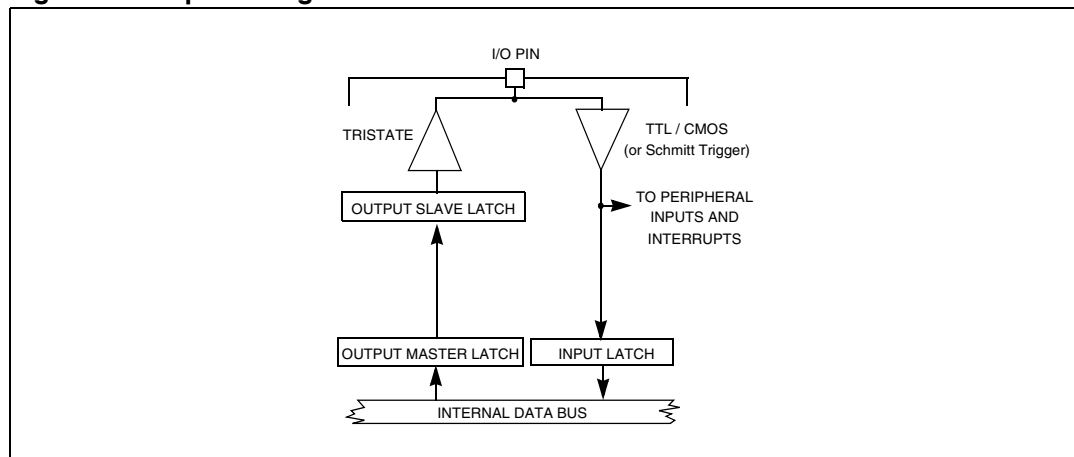 I/O PIN
TRISTATE
TTL / CMOS
(or Schmitt Trigger)
TO PERIPHERAL
INPUTS AND
INTERRUPTS
OUTPUT SLAVE LATCH
OUTPUT MASTER LATCH
INPUT LATCH
INTERNAL DATA BUS